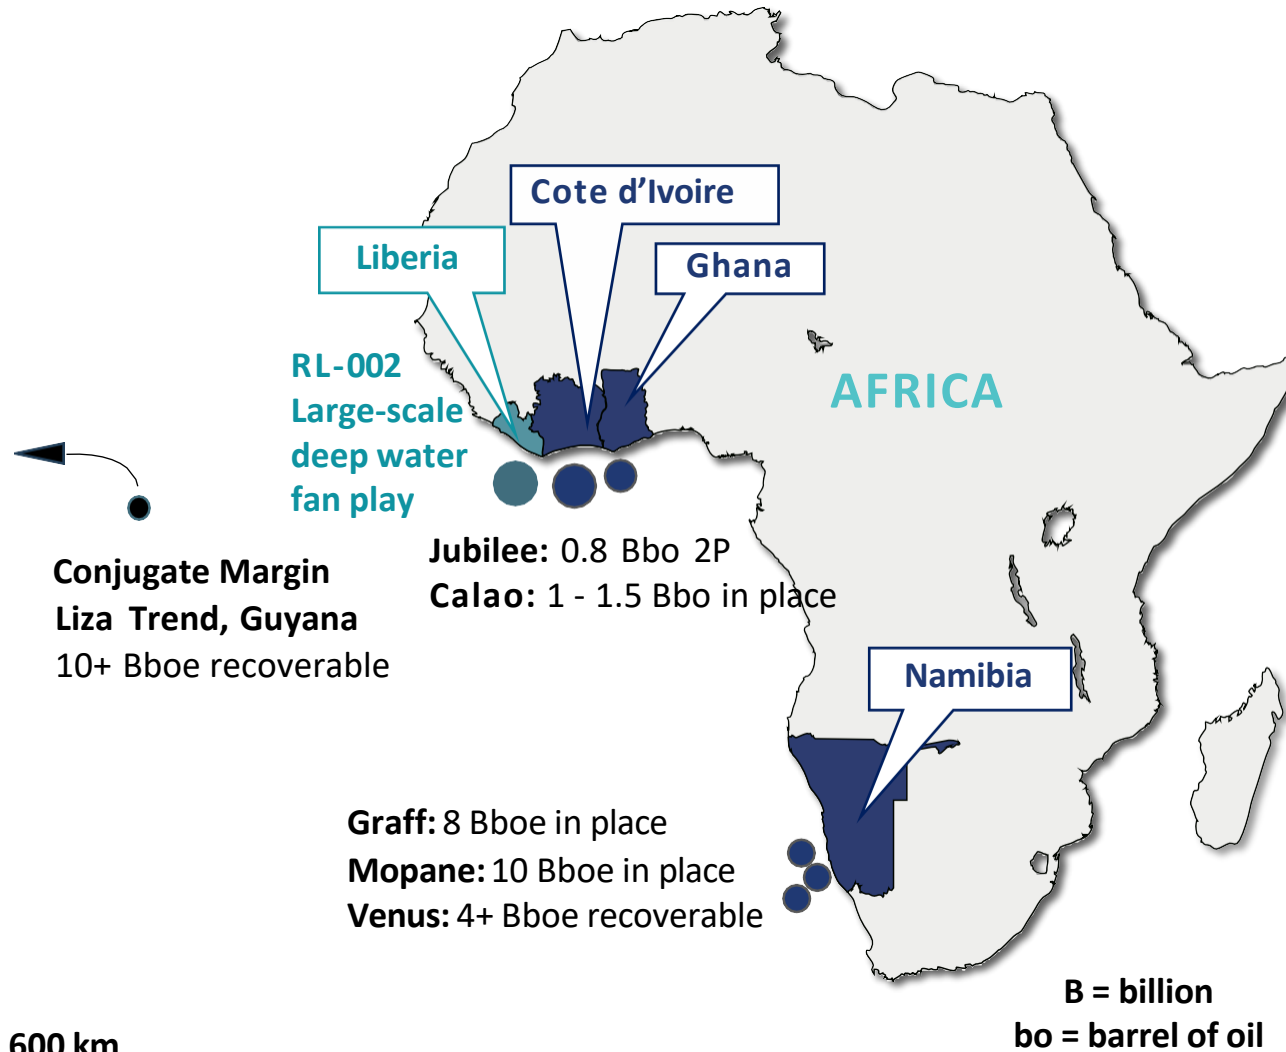 Cote d’Ivoire
Liberia
Ghana
RL-002
Large-scale
deep water
fan play
AFRICA
Conjugate Margin
Liza Trend, Guyana
10+ Bboe recoverable
Jubilee: 0.8 Bbo 2P
Calao: 1 - 1.5 Bbo in place
Namibia
Graff: 8 Bboe in place
Mopane: 10 Bboe in place
Venus: 4+ Bboe recoverable
B = billion
bo = barrel of oil
600 km